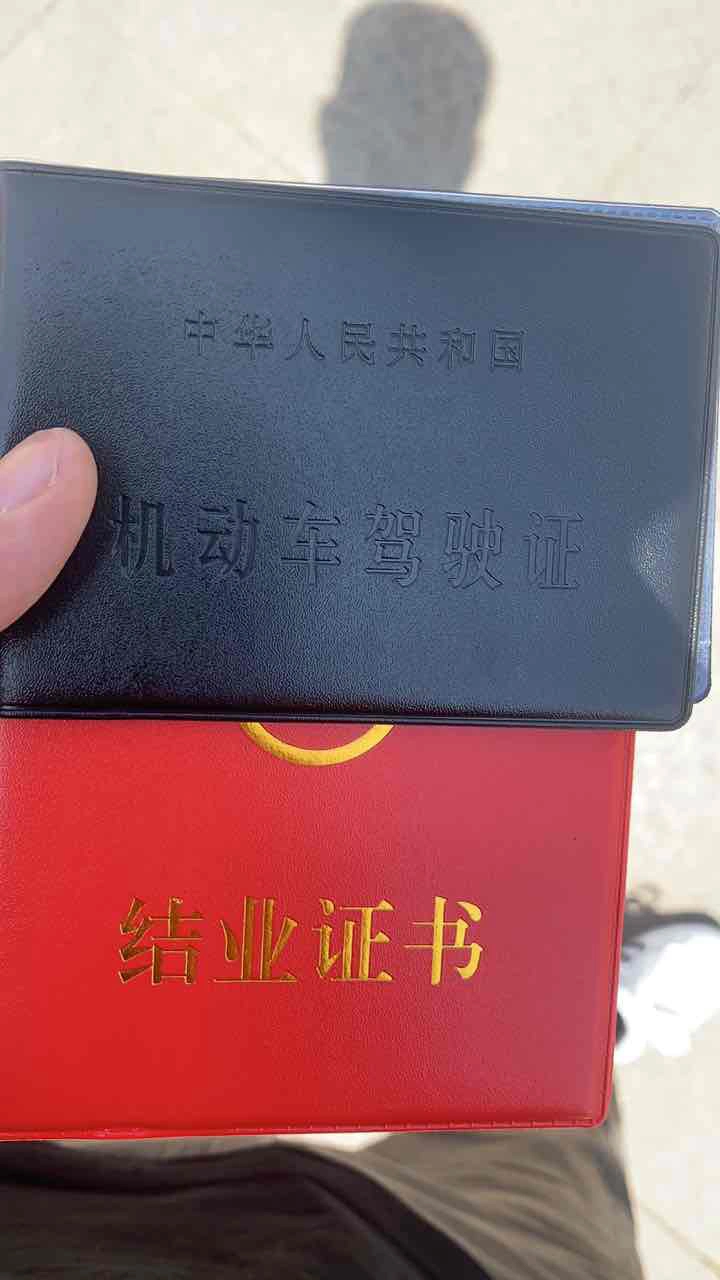 中华人民共和国
机动车驾驶证
结业证书